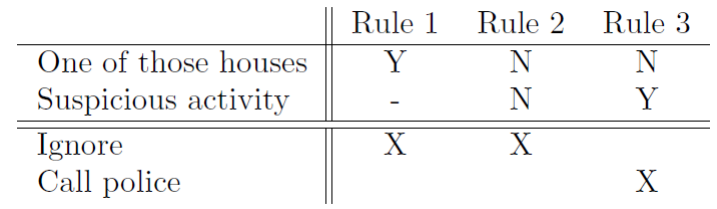 Rule 1 Rule 2 Rule 3
One of those houses Y N N
Suspicious activity - N Y
Ignore X X
Call police X